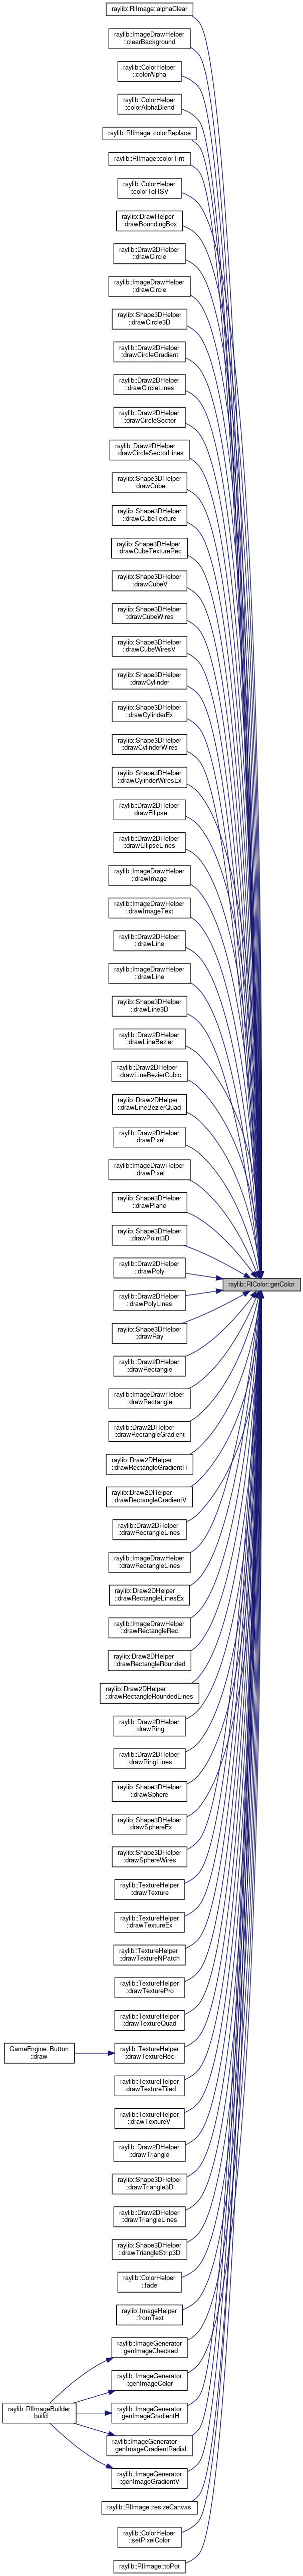 raylib::RlImage::alphaClear
raylib::ImageDrawHelper
::clearBackground
raylib::ColorHelper
::colorAlpha
raylib::ColorHelper
::colorAlphaBlend
raylib::RlImage::colorReplace
raylib::RlImage::colorTint
raylib::ColorHelper
::colorToHSV
raylib::DrawHelper
::drawBoundingBox
raylib::Draw2DHelper
::drawCircle
raylib::ImageDrawHelper
::drawCircle
raylib::Shape3DHelper
::drawCircle3D
raylib::Draw2DHelper
::drawCircleGradient
raylib::Draw2DHelper
::drawCircleLines
raylib::Draw2DHelper
::drawCircleSector
raylib::Draw2DHelper
::drawCircleSectorLines
raylib::Shape3DHelper
::drawCube
raylib::Shape3DHelper
::drawCubeTexture
raylib::Shape3DHelper
::drawCubeTextureRec
raylib::Shape3DHelper
::drawCubeV
raylib::Shape3DHelper
::drawCubeWires
raylib::Shape3DHelper
::drawCubeWiresV
raylib::Shape3DHelper
::drawCylinder
raylib::Shape3DHelper
::drawCylinderEx
raylib::Shape3DHelper
::drawCylinderWires
raylib::Shape3DHelper
::drawCylinderWiresEx
raylib::Draw2DHelper
::drawEllipse
raylib::Draw2DHelper
::drawEllipseLines
raylib::ImageDrawHelper
::drawImage
raylib::ImageDrawHelper
::drawImageText
raylib::Draw2DHelper
::drawLine
raylib::ImageDrawHelper
::drawLine
raylib::Shape3DHelper
::drawLine3D
raylib::Draw2DHelper
::drawLineBezier
raylib::Draw2DHelper
::drawLineBezierCubic
raylib::Draw2DHelper
::drawLineBezierQuad
raylib::Draw2DHelper
::drawPixel
raylib::ImageDrawHelper
::drawPixel
raylib::Shape3DHelper
::drawPlane
raylib::Shape3DHelper
::drawPoint3D
raylib::RlColor::getColor
raylib::Draw2DHelper
::drawPoly
raylib::Draw2DHelper
::drawPolyLines
raylib::Shape3DHelper
::drawRay
raylib::Draw2DHelper
::drawRectangle
raylib::ImageDrawHelper
::drawRectangle
raylib::Draw2DHelper
::drawRectangleGradient
raylib::Draw2DHelper
::drawRectangleGradientH
raylib::Draw2DHelper
::drawRectangleGradientV
raylib::Draw2DHelper
::drawRectangleLines
raylib::ImageDrawHelper
::drawRectangleLines
raylib::Draw2DHelper
::drawRectangleLinesEx
raylib::ImageDrawHelper
::drawRectangleRec
raylib::Draw2DHelper
::drawRectangleRounded
raylib::Draw2DHelper
::drawRectangleRoundedLines
raylib::Draw2DHelper
::drawRing
raylib::Draw2DHelper
::drawRingLines
raylib::Shape3DHelper
::drawSphere
raylib::Shape3DHelper
::drawSphereEx
raylib::Shape3DHelper
::drawSphereWires
raylib::TextureHelper
::drawTexture
raylib::TextureHelper
::drawTextureEx
raylib::TextureHelper
::drawTextureNPatch
raylib::TextureHelper
::drawTexturePro
raylib::TextureHelper
::drawTextureQuad
GameEngine::Button
::draw
raylib::TextureHelper
::drawTextureRec
raylib::TextureHelper
::drawTextureTiled
raylib::TextureHelper
::drawTextureV
raylib::Draw2DHelper
::drawTriangle
raylib::Shape3DHelper
::drawTriangle3D
raylib::Draw2DHelper
::drawTriangleLines
raylib::Shape3DHelper
::drawTriangleStrip3D
raylib::ColorHelper
::fade
raylib::ImageHelper
::fromText
raylib::ImageGenerator
::genImageChecked
raylib::ImageGenerator
::genImageColor
raylib::RlImageBuilder
::build
raylib::ImageGenerator
::genImageGradientH
raylib::ImageGenerator
::genImageGradientRadial
raylib::ImageGenerator
::genImageGradientV
raylib::RlImage::resizeCanvas
raylib::ColorHelper
::setPixelColor
raylib::RlImage::toPot